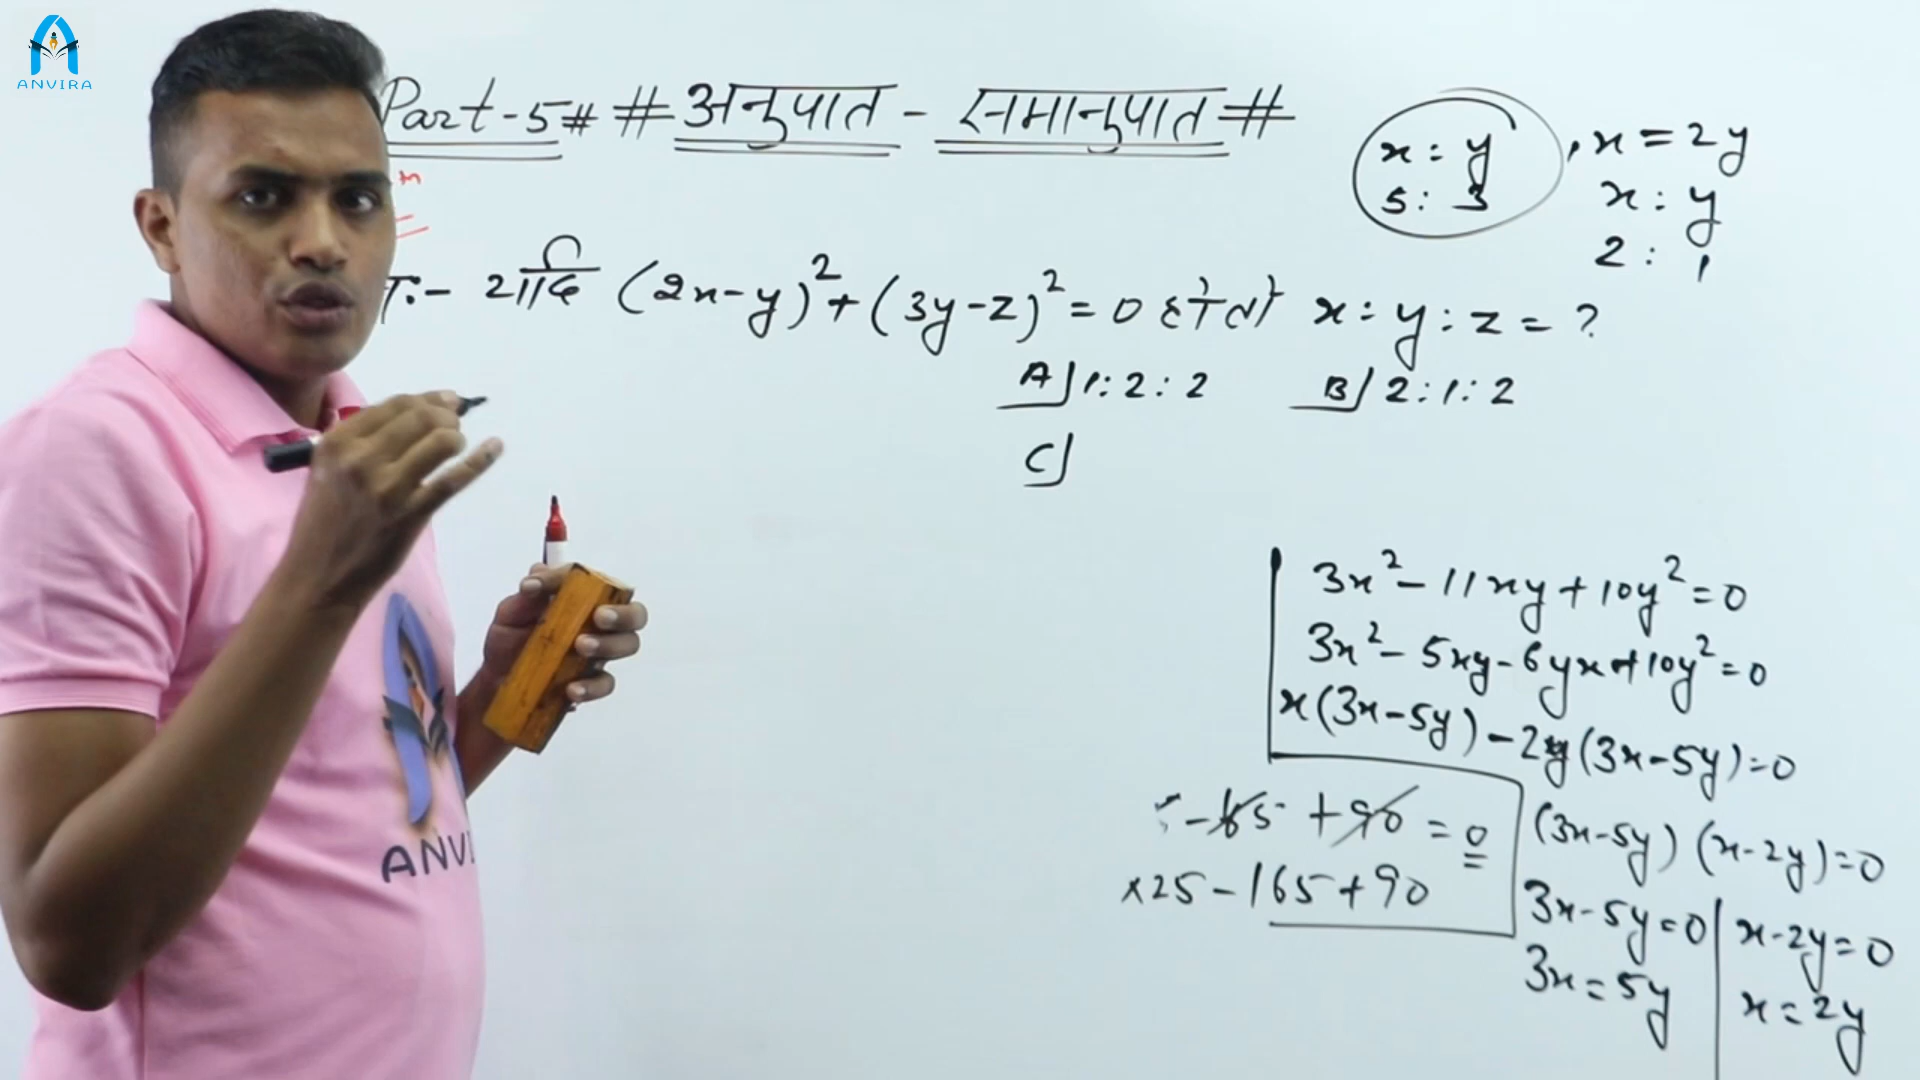 ANVIRA
Part-5# #अनुपात - समानुपात#
x : y
5 : 3
, x = 2y
x : y
2 : 1
यदि (2x-y)²+(3y-z)²=0 हो तो x : y : z = ?
A) 1:2:2 B) 2:1:2
C)
3x²-11xy+10y²=0
3x²-5xy-6yx+10y²=0
x(3x-5y)-2y(3x-5y)=0
(3x-5y) (x-2y)=0
-165 +90 = 0
×25-165+90
3x-5y=0
3x=5y
x-2y=0
x=2y